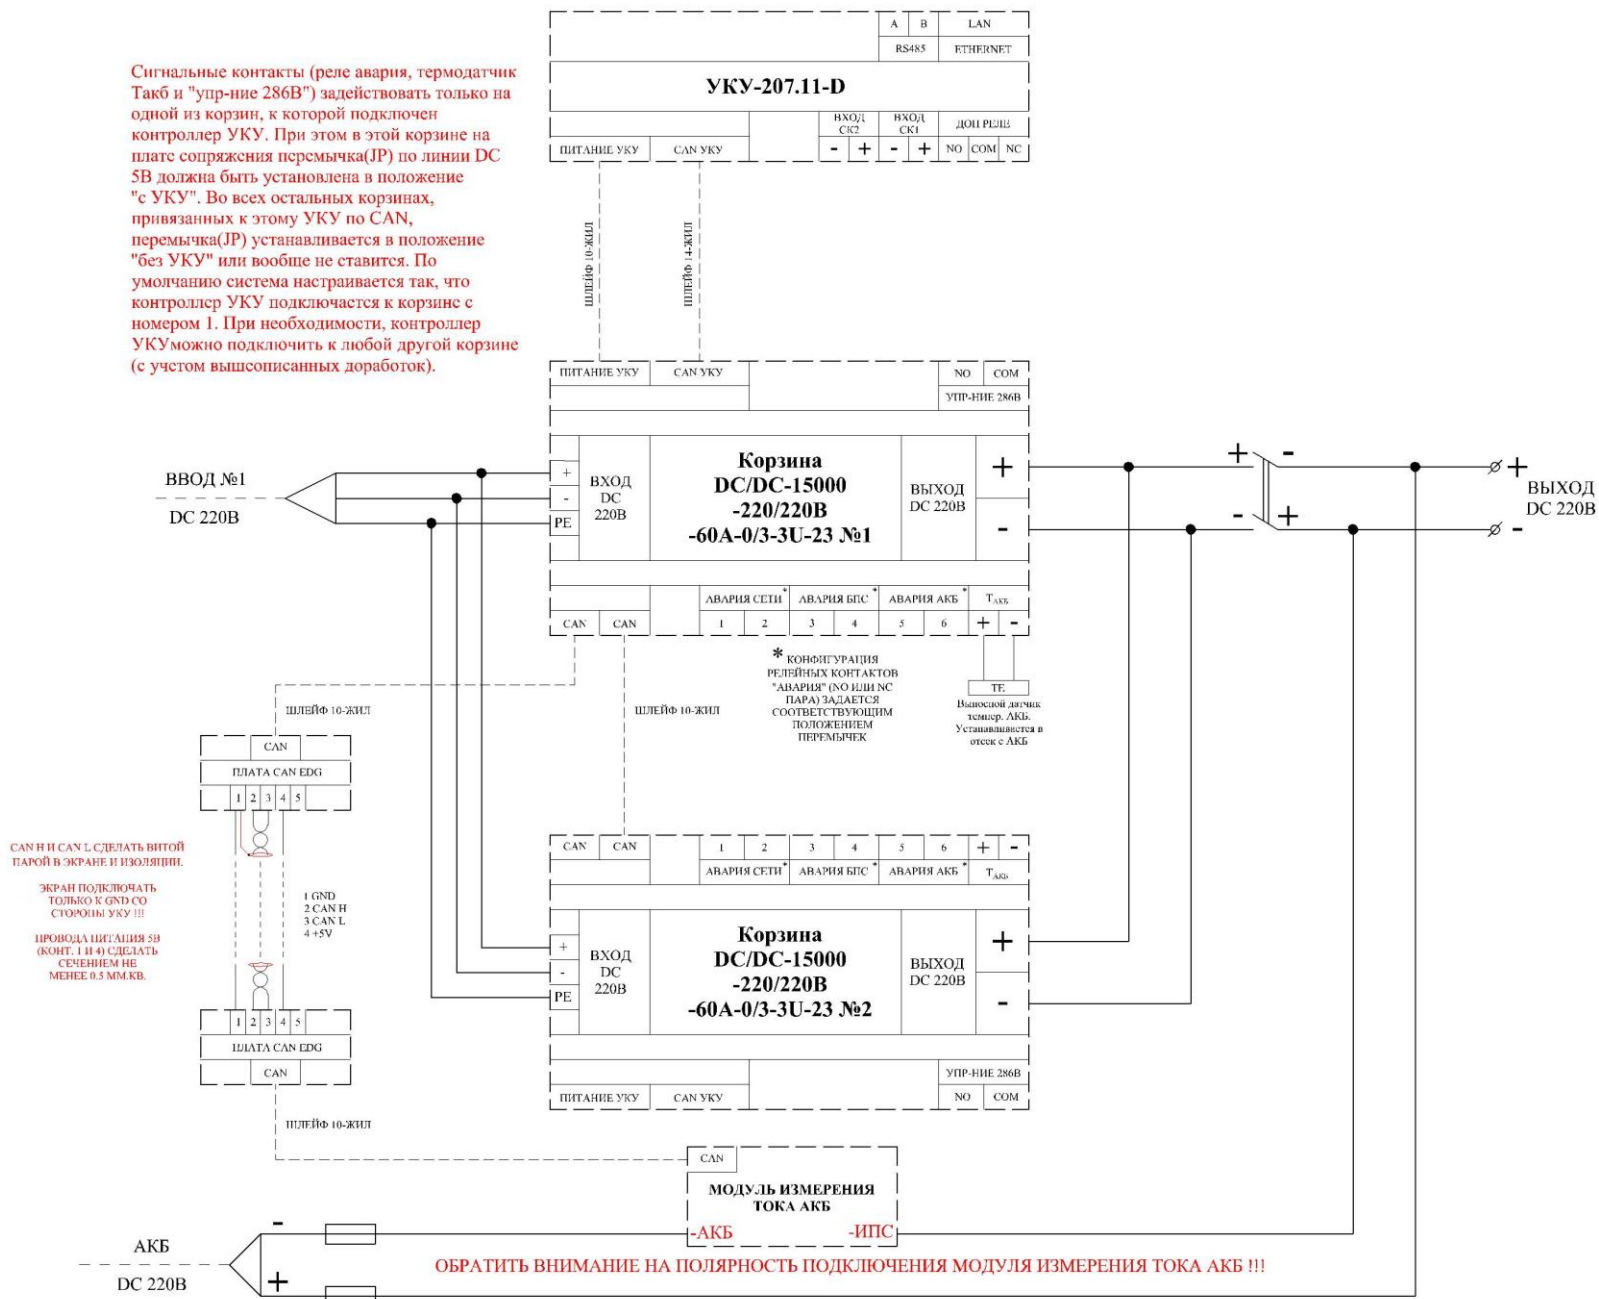 A B LAN
RS485 ETHERNET
УКУ-207.11-D
ВХОД СК2 ВХОД СК1 ДОП РЕЛЕ
ПИТАНИЕ УКУ CAN УКУ - + - + NO COM NC
Сигнальные контакты (реле авария, термодатчик
Такб и "упр-ние 286В") задействовать только на
одной из корзин, к которой подключен
контроллер УКУ. При этом в этой корзине на
плате сопряжения перемычка(JP) по линии DC
5В должна быть установлена в положение
"с УКУ". Во всех остальных корзинах,
привязанных к этому УКУ по CAN,
перемычка(JP) устанавливается в положение
"без УКУ" или вообще не ставится. По
умолчанию система настраивается так, что
контроллер УКУ подключается к корзине с
номером 1. При необходимости, контроллер
УКУможно подключить к любой другой корзине
(с учетом вышеописанных доработок).
ШЛЕЙФ 10-ЖИЛ
ШЛЕЙФ 14-ЖИЛ
ПИТАНИЕ УКУ CAN УКУ NO COM
УПР-НИЕ 286В
ВВОД №1
DC 220В
+
-
PE
ВХОД
DC
220В
Корзина
DC/DC-15000
-220/220В
-60А-0/3-3U-23 №1
ВЫХОД
DC 220В
+
-
+ -
- +
+
-
ВЫХОД
DC 220В
АВАРИЯ СЕТИ* АВАРИЯ БПС* АВАРИЯ АКБ* ТАКБ
CAN CAN 1 2 3 4 5 6 + -
* КОНФИГУРАЦИЯ
РЕЛЕЙНЫХ КОНТАКТОВ
"АВАРИЯ" (NO ИЛИ NC
ПАРА) ЗАДАЕТСЯ
СООТВЕТСТВУЮЩИМ
ПОЛОЖЕНИЕМ
ПЕРЕМЫЧЕК
TE
Выносной датчик
темпер. АКБ.
Устанавливается в
отсек с АКБ
ШЛЕЙФ 10-ЖИЛ
ШЛЕЙФ 10-ЖИЛ
CAN
ПЛАТА CAN EDG
1 2 3 4 5
CAN H И CAN L СДЕЛАТЬ ВИТОЙ
ПАРОЙ В ЭКРАНЕ И ИЗОЛЯЦИИ.
ЭКРАН ПОДКЛЮЧАТЬ
ТОЛЬКО К GND СО
СТОРОНЫ УКУ !!!
ПРОВОДА ПИТАНИЯ 5В
(КОНТ. 1 И 4) СДЕЛАТЬ
СЕЧЕНИЕМ НЕ
МЕНЕЕ 0.5 ММ.КВ.
1 GND
2 CAN H
3 CAN L
4 +5V
1 2 3 4 5
ПЛАТА CAN EDG
CAN
ШЛЕЙФ 10-ЖИЛ
CAN CAN 1 2 3 4 5 6 + -
АВАРИЯ СЕТИ* АВАРИЯ БПС* АВАРИЯ АКБ* ТАКБ
+
-
PE
ВХОД
DC
220В
Корзина
DC/DC-15000
-220/220В
-60А-0/3-3U-23 №2
ВЫХОД
DC 220В
+
-
УПР-НИЕ 286В
ПИТАНИЕ УКУ CAN УКУ NO COM
CAN
МОДУЛЬ ИЗМЕРЕНИЯ
ТОКА АКБ
-АКБ -ИПС
АКБ
DC 220В
-
+
ОБРАТИТЬ ВНИМАНИЕ НА ПОЛЯРНОСТЬ ПОДКЛЮЧЕНИЯ МОДУЛЯ ИЗМЕРЕНИЯ ТОКА АКБ !!!